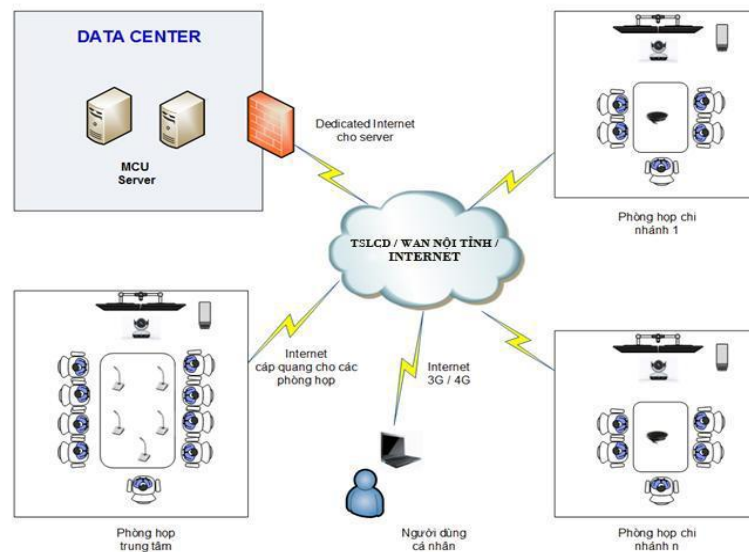 DATA CENTER
MCU
Server
Dedicated Internet
cho server
Phòng họp chi
nhánh 1
TSLCD / WAN NỘI TỈNH /
INTERNET
Internet
cáp quang cho các
phòng họp
Internet
3G / 4G
Phòng họp
trung tâm
Người dùng
cá nhân
Phòng họp chi
nhánh n